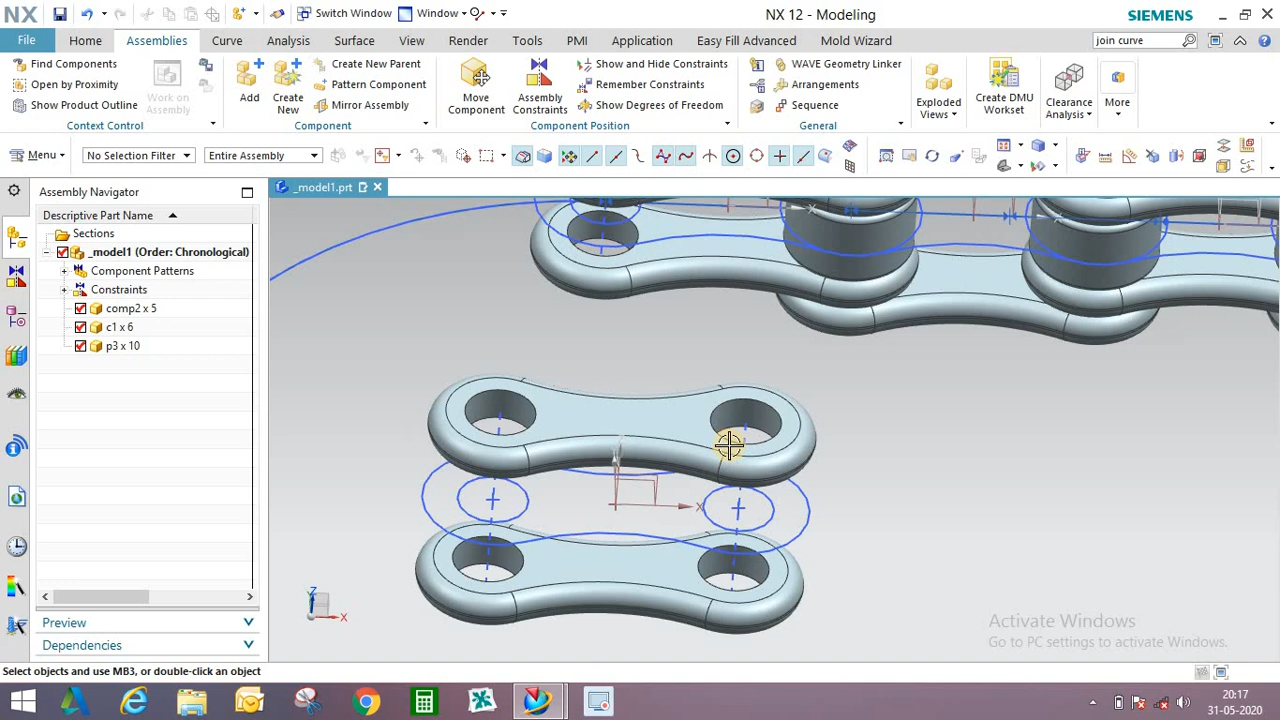 NX
Switch Window
Window
NX 12 - Modeling
SIEMENS
File
Home
Assemblies
Curve
Analysis
Surface
View
Render
Tools
PMI
Application
Easy Fill Advanced
Mold Wizard
join curve
Find Components
Open by Proximity
Show Product Outline
Work on
Assembly
Context Control
Add
Create
New
Create New Parent
Pattern Component
Mirror Assembly
Component
Move
Component
Assembly
Constraints
Show and Hide Constraints
Remember Constraints
Show Degrees of Freedom
Component Position
WAVE Geometry Linker
Arrangements
Sequence
General
Exploded
Views
Create DMU
Workset
Clearance
Analysis
More
Menu
No Selection Filter
Entire Assembly
Assembly Navigator
_model1.prt
Descriptive Part Name
Sections
_model1 (Order: Chronological)
Component Patterns
Constraints
comp2 x 5
c1 x 6
p3 x 10
X
Z
X
Preview
Dependencies
Activate Windows
Go to PC settings to activate Windows.
Select objects and use MB3, or double-click an object
20:17
31-05-2020